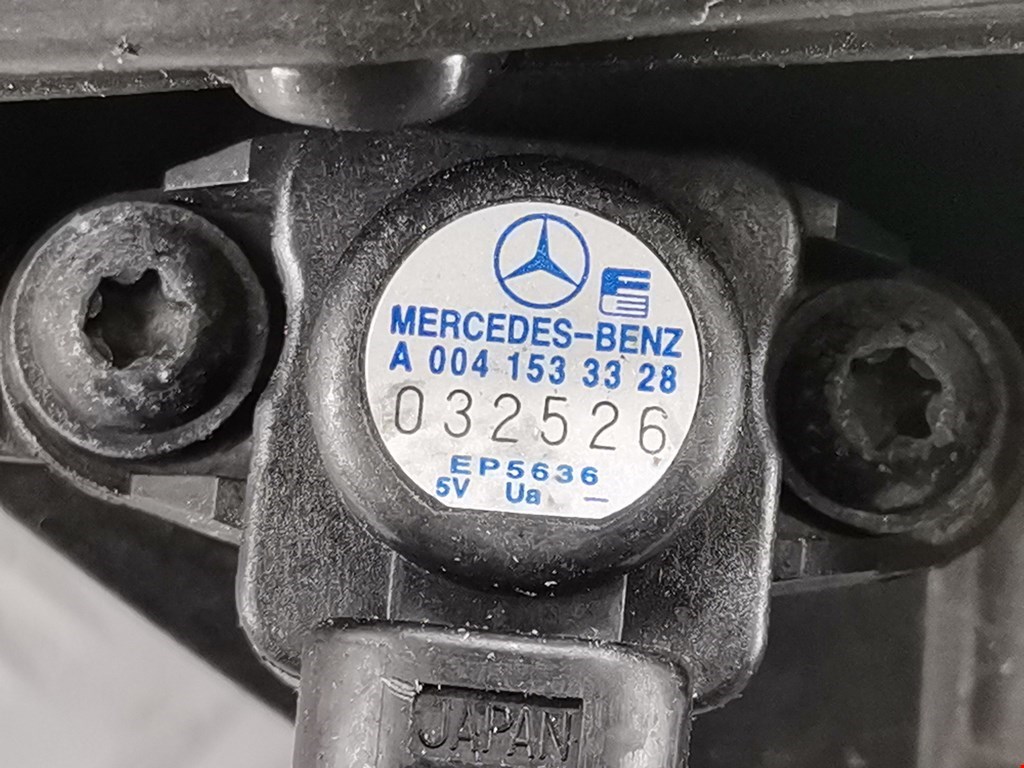 MERCEDES-BENZ
A 004 153 33 28
032526
EP5636
5V Ua –
JAPAN